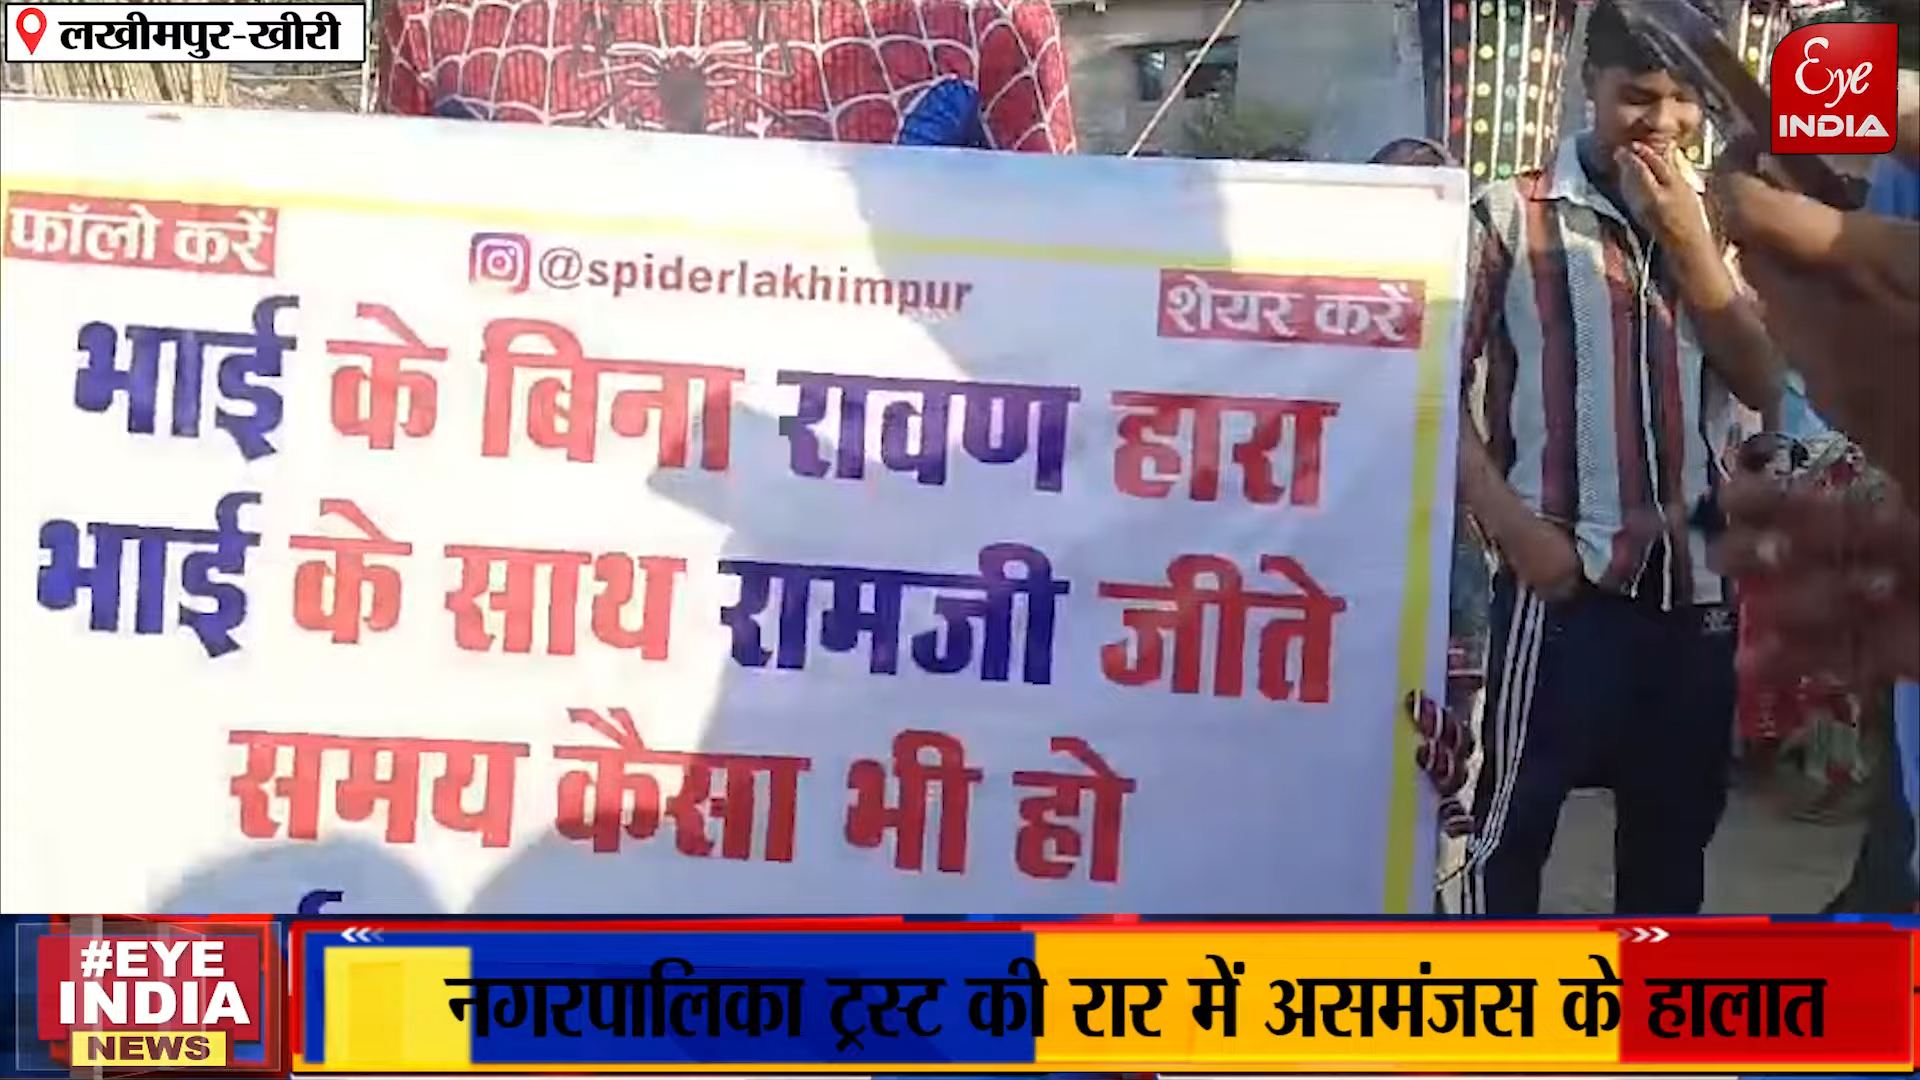 लखीमपुर-खीरी
Eye
INDIA
फॉलो करें
@spiderlakhimpur
शेयर करें
भाई के बिना रावण हारा
भाई के साथ रामजी जीते
समय कैसा भी हो
#EYE
INDIA
NEWS
नगरपालिका ट्रस्ट की रार में असमंजस के हालात